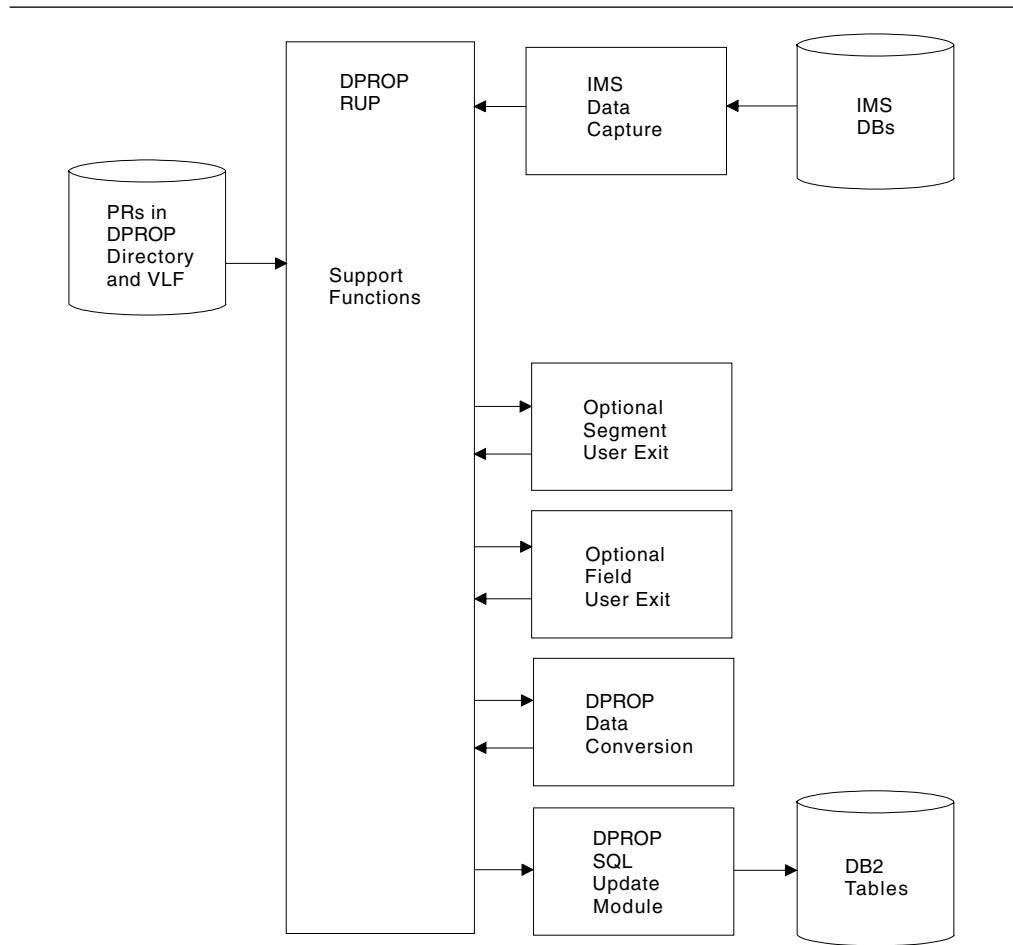 DPROP
RUP
IMS
Data
Capture
IMS
DBs
PRs in
DPROP
Directory
and VLF
Support
Functions
Optional
Segment
User Exit
Optional
Field
User Exit
DPROP
Data
Conversion
DPROP
SQL
Update
Module
DB2
Tables